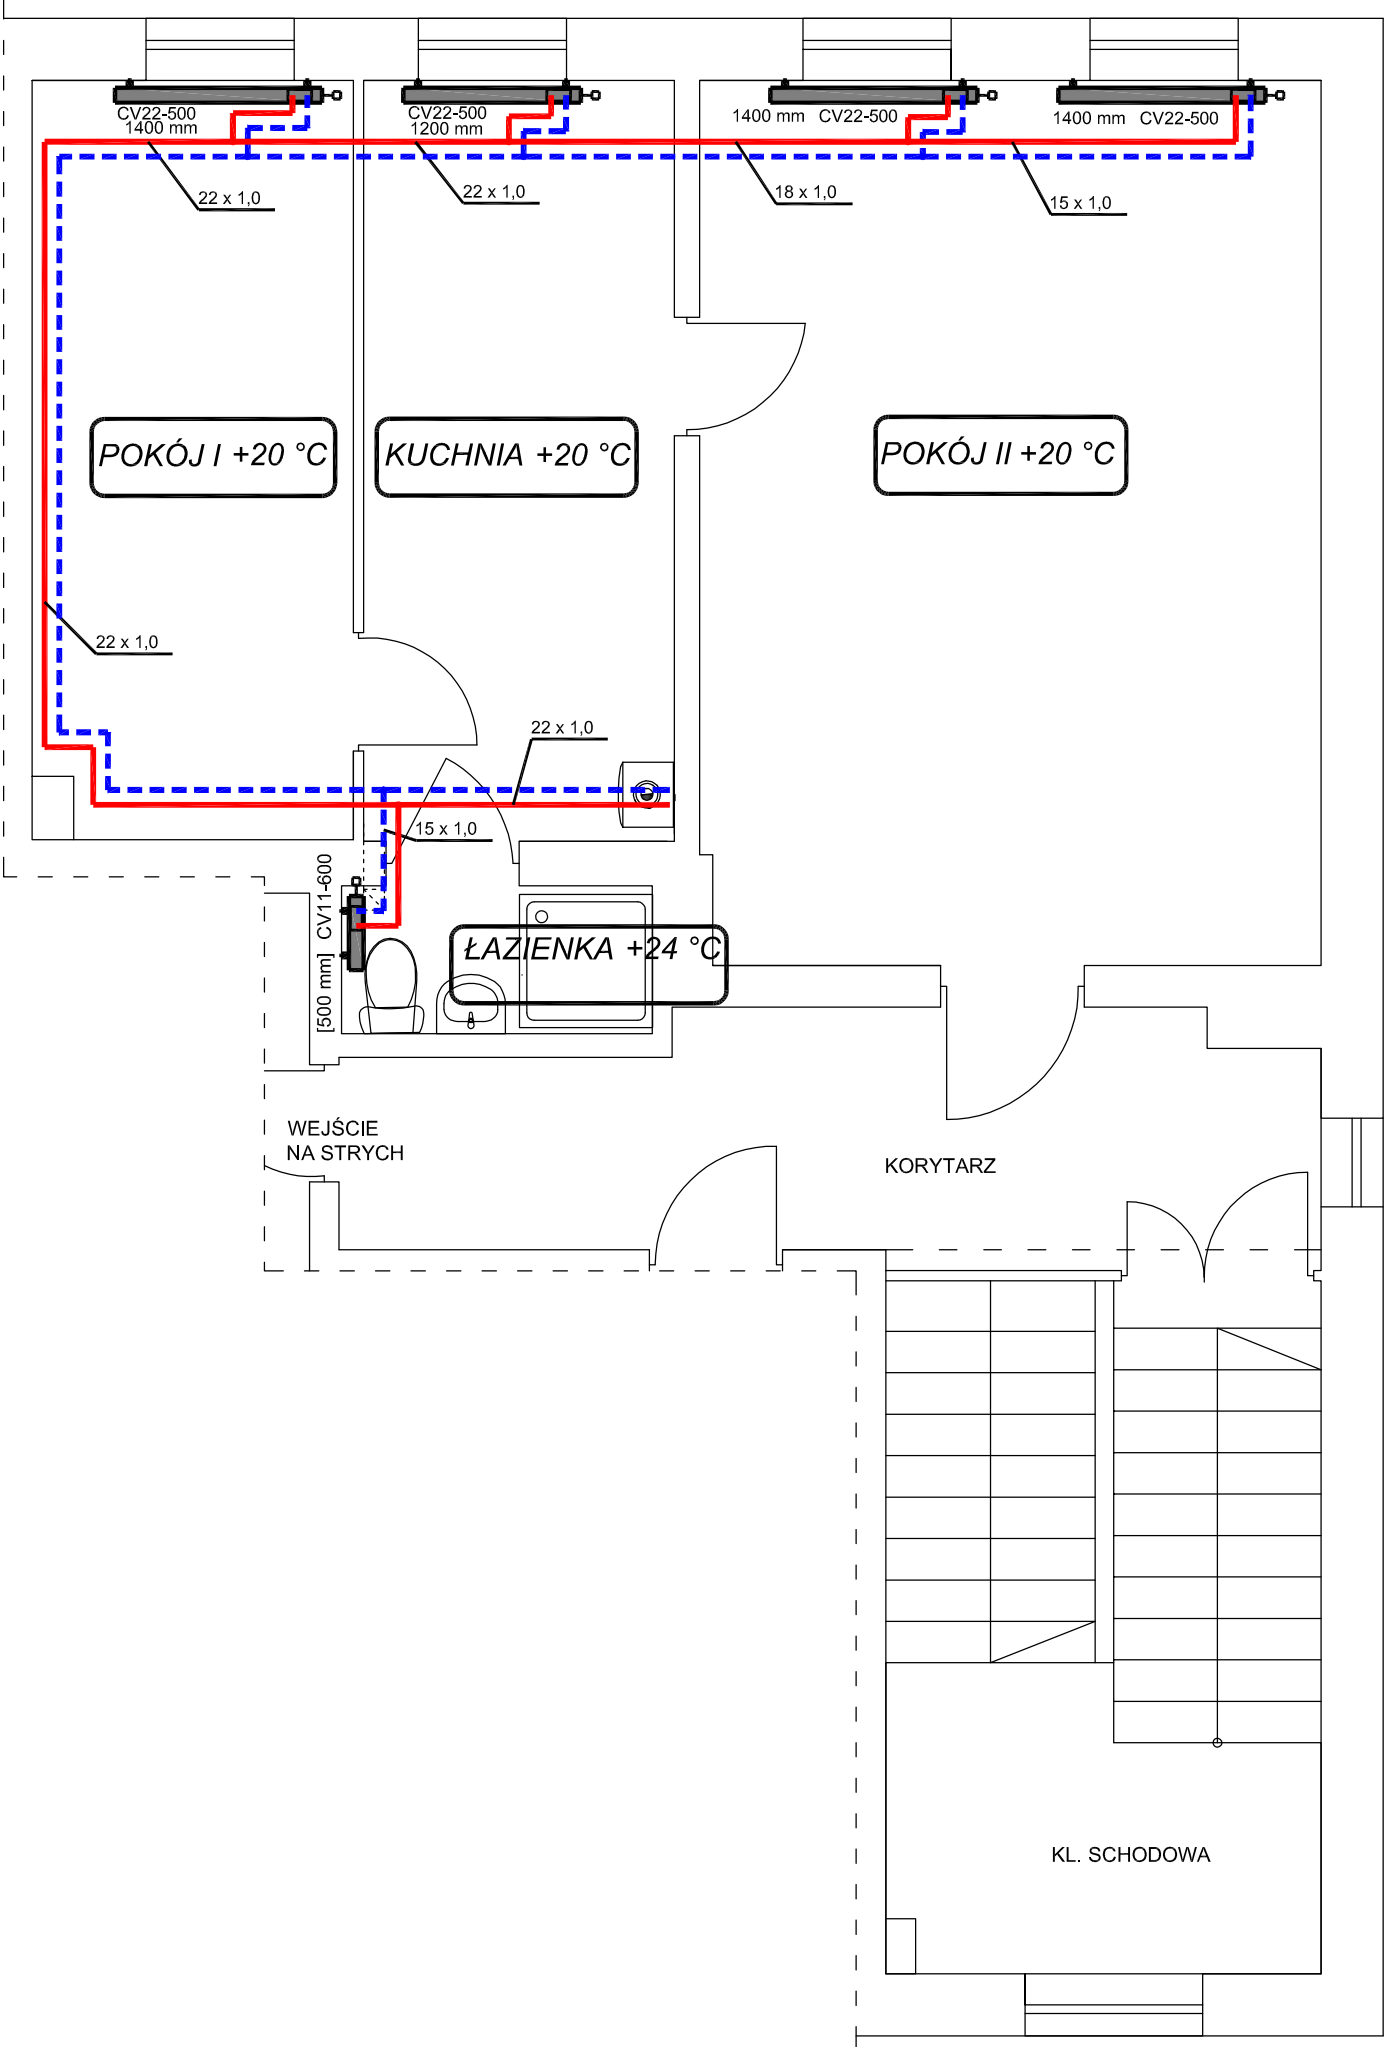 CV22-500
1400 mm
CV22-500
1200 mm
1400 mm CV22-500
1400 mm CV22-500
22 x 1,0
22 x 1,0
18 x 1,0
15 x 1,0
POKÓJ I +20 °C
KUCHNIA +20 °C
POKÓJ II +20 °C
22 x 1,0
22 x 1,0
15 x 1,0
[500 mm] CV11-600
ŁAZIENKA +24 °C
WEJŚCIE
NA STRYCH
KORYTARZ
KL. SCHODOWA